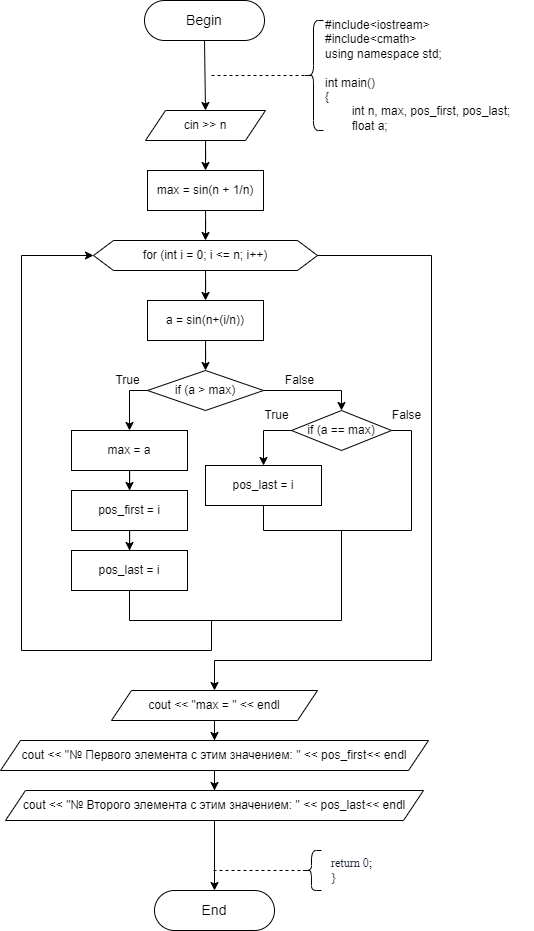 Begin
#include<iostream>
#include<cmath>
using namespace std;
int main()
{
int n, max, pos_first, pos_last;
float a;
cin >> n
max = sin(n + 1/n)
for (int i = 0; i <= n; i++)
a = sin(n+(i/n))
True
if (a > max)
False
True
if (a == max)
False
max = a
pos_last = i
pos_first = i
pos_last = i
cout << "max = " << endl
cout << "№ Первого элемента с этим значением: " << pos_first<< endl
cout << "№ Второго элемента с этим значением: " << pos_last<< endl
return 0;
}
End